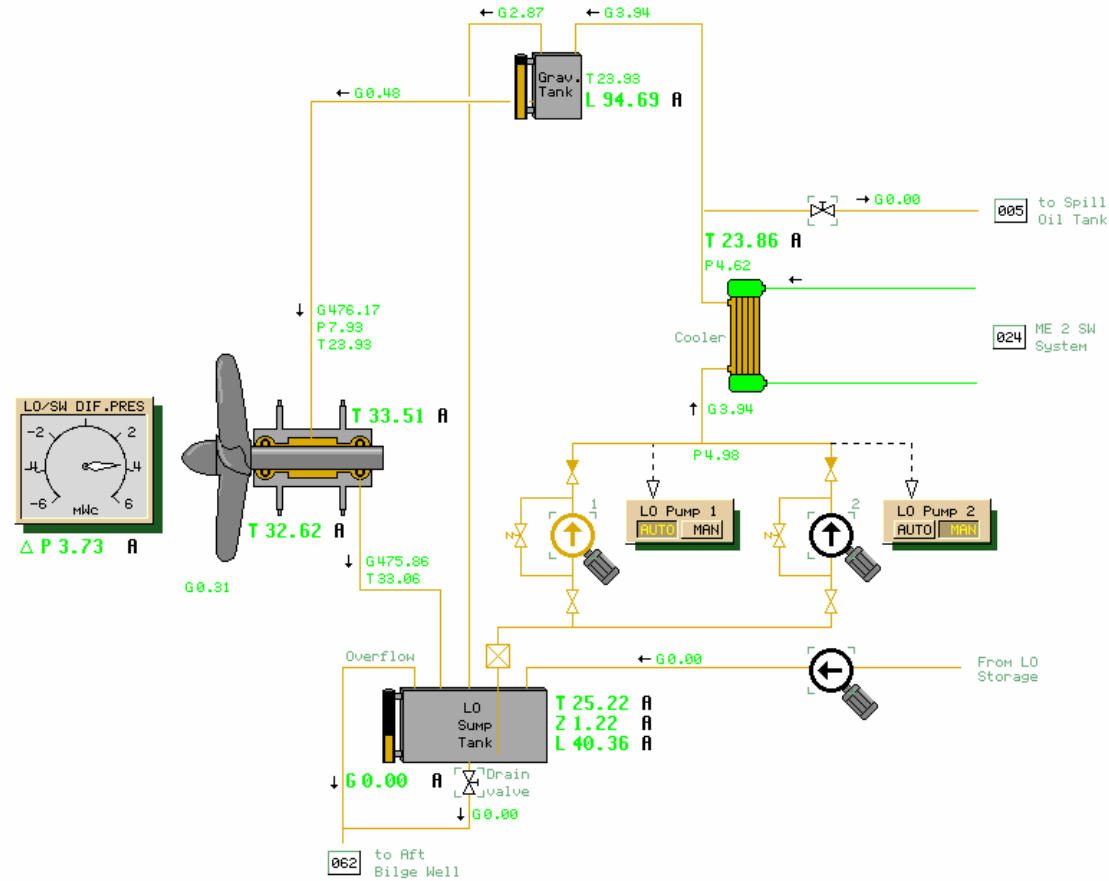 ← G2.87
← G3.94
Grav.
Tank
T 23.93
L 94.69 A
← G0.48
→ G0.00
005
to Spill
Oil Tank
T 23.86 A
P4.62
←
Cooler
024
ME 2 SW
System
↓ G476.17
P7.93
T23.93
↑ G3.94
LO/SW DIF.PRES
-2 2
-4 4
-6 6
MWc
△ P 3.73 A
T 33.51 A
T 32.62 A
G0.31
↓ G475.86
T33.06
P4.98
1
LO Pump 1
AUTO MAN
2
LO Pump 2
AUTO MAN
N
N
Overflow
← G0.00
From LO
Storage
LO
Sump
Tank
T 25.22 A
Z 1.22 A
L 40.36 A
↓ G 0.00 A
Drain
valve
↓ G0.00
062
to Aft
Bilge Well